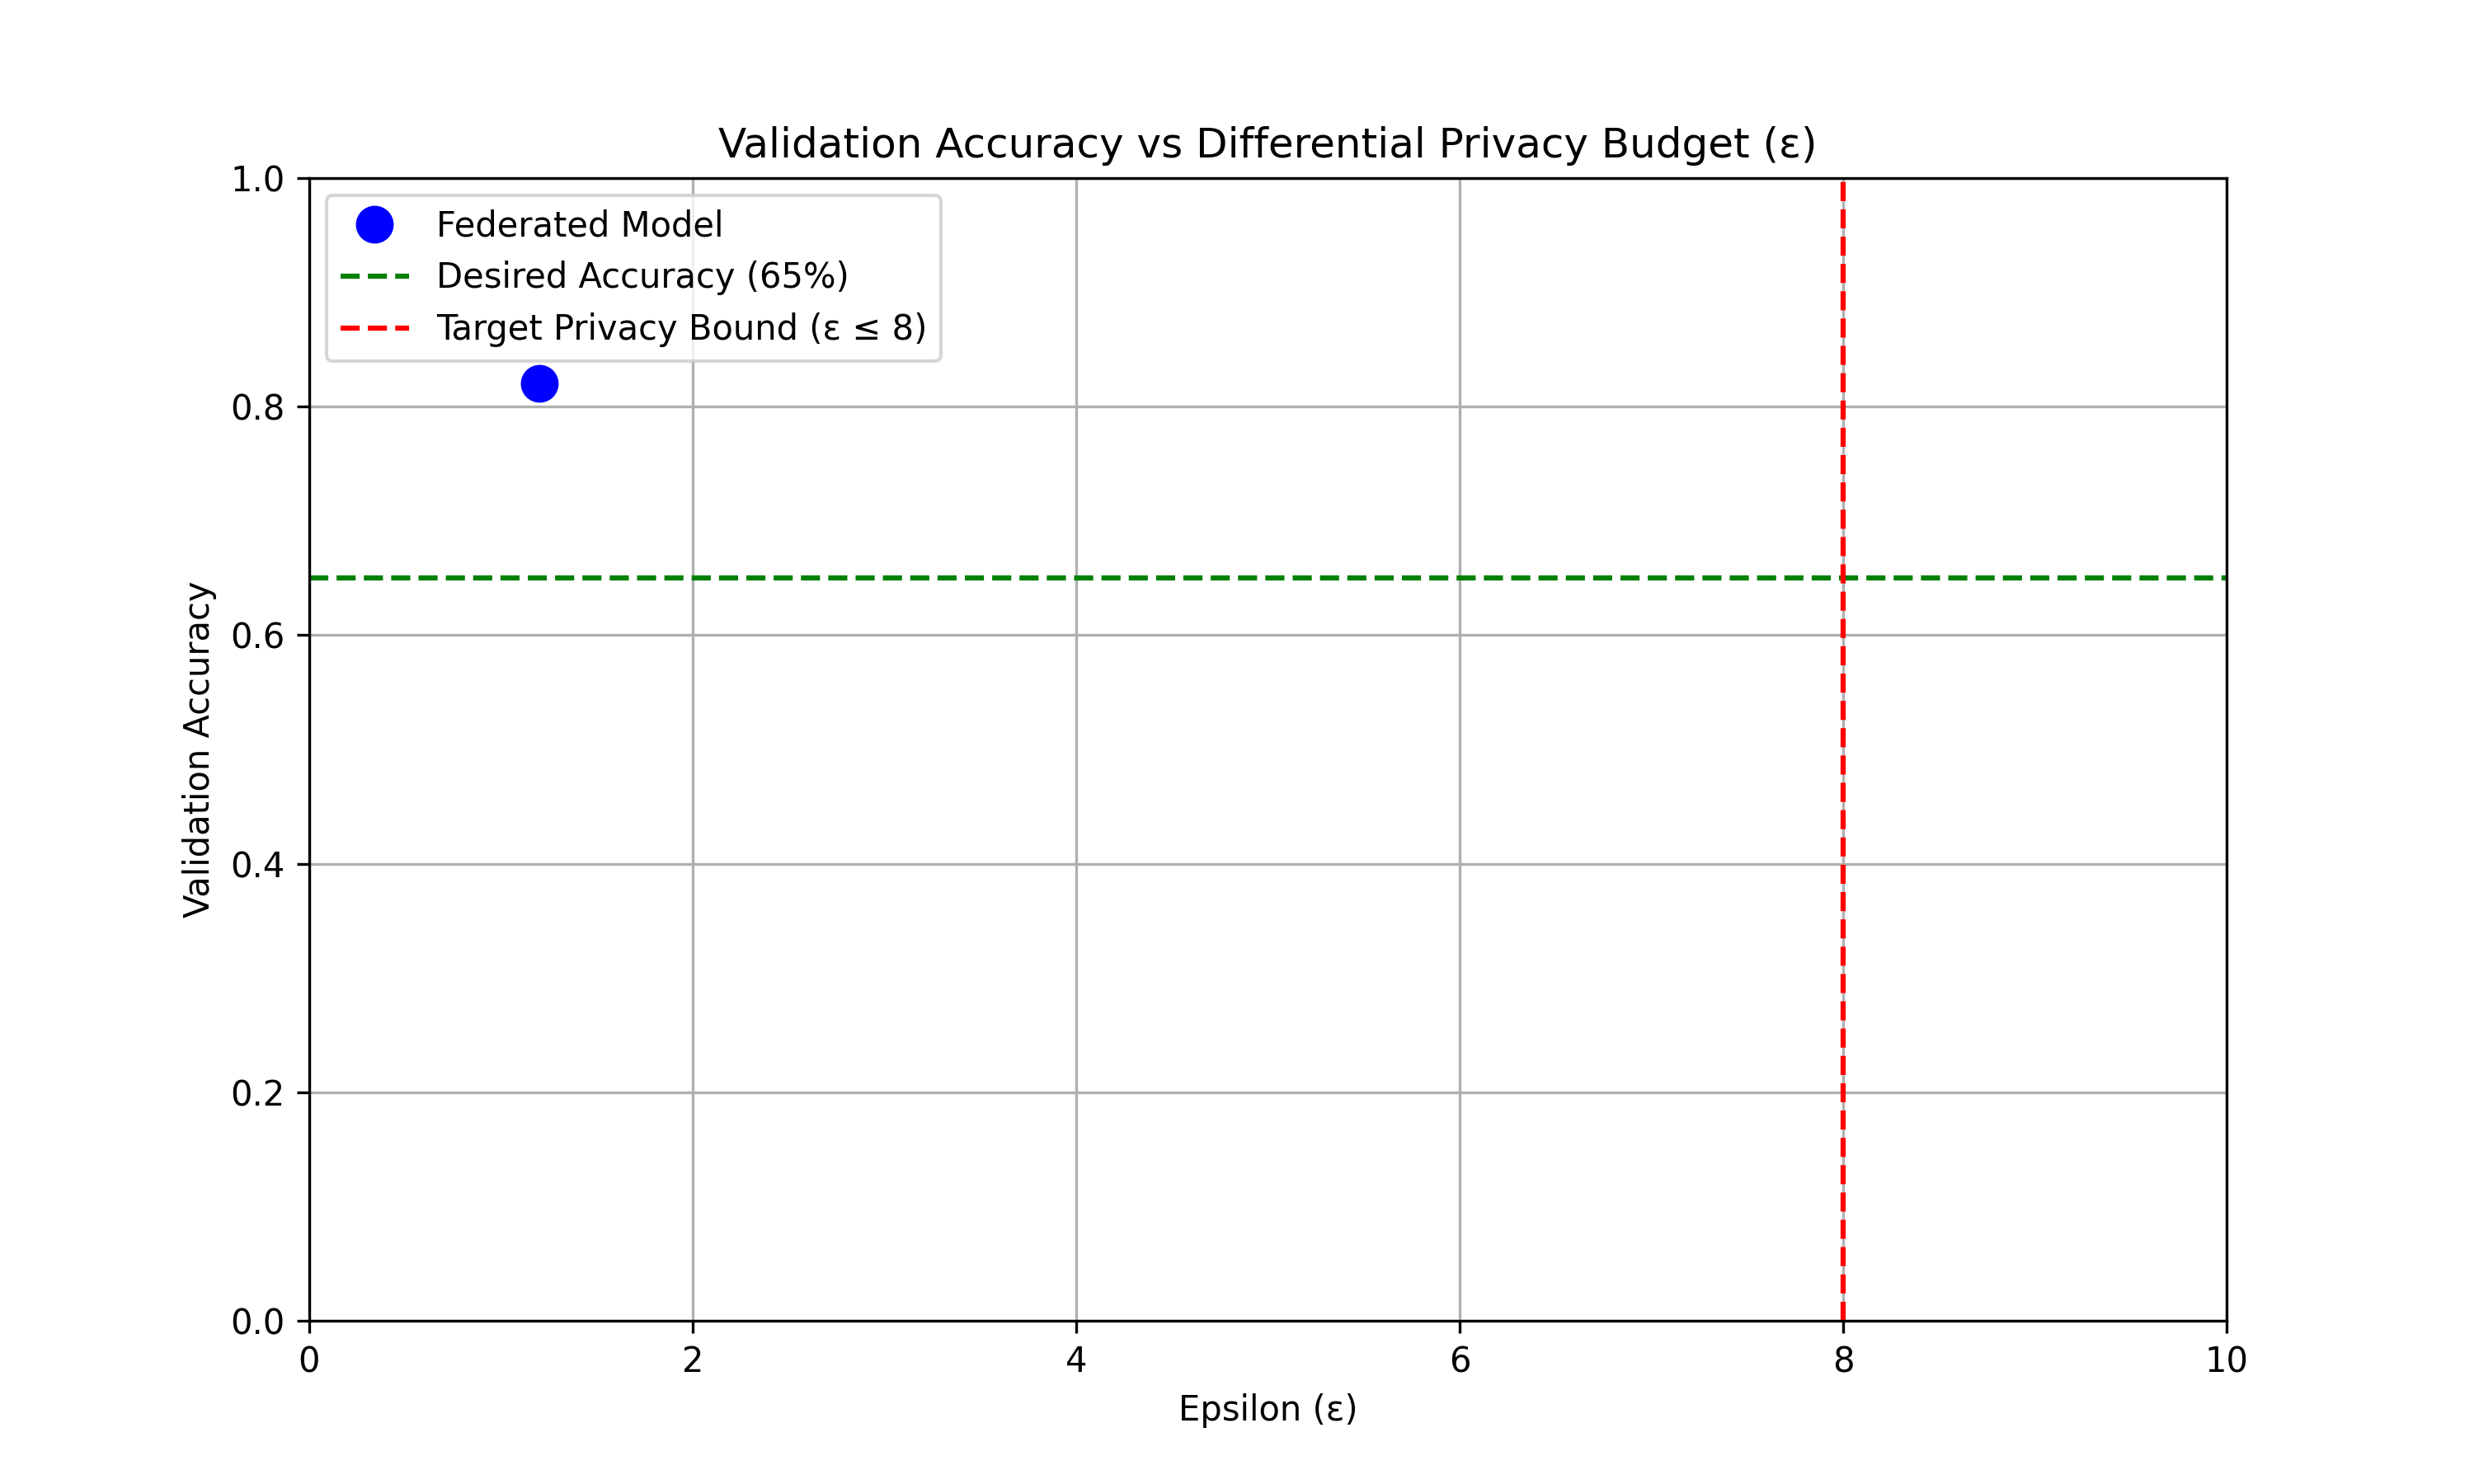 Validation Accuracy vs Differential Privacy Budget (ε)
Federated Model
Desired Accuracy (65%)
Target Privacy Bound (ε ≤ 8)
1.0
0.8
0.6
0.4
0.2
0.0
Validation Accuracy
0 2 4 6 8 10
Epsilon (ε)